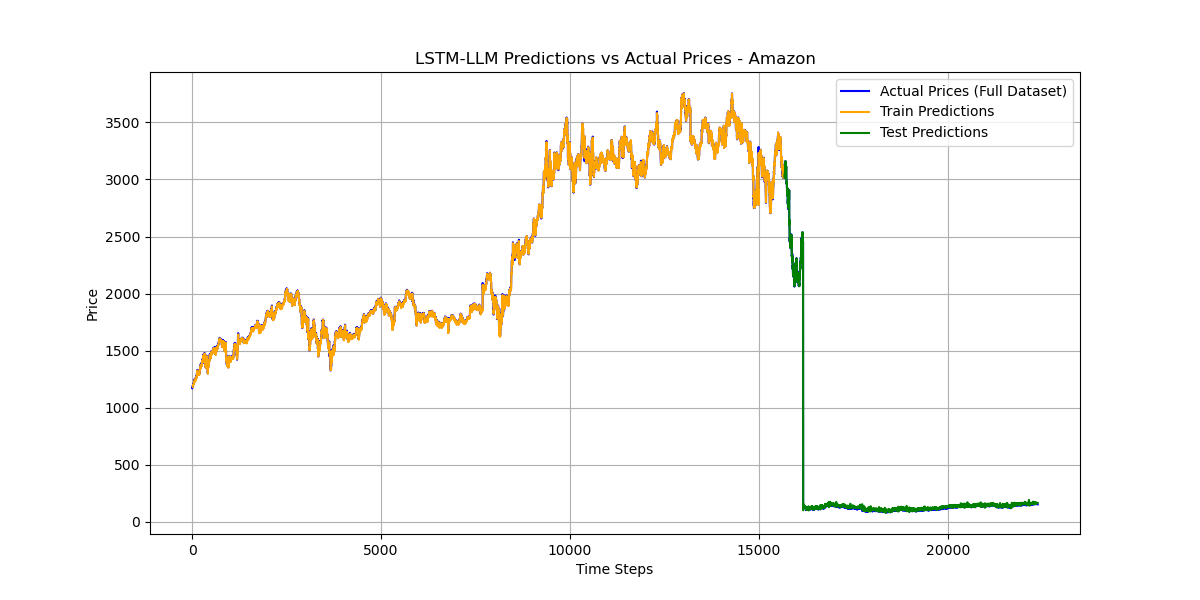 LSTM-LLM Predictions vs Actual Prices - Amazon
Actual Prices (Full Dataset)
Train Predictions
Test Predictions
Price
3500
3000
2500
2000
1500
1000
500
0
0 5000 10000 15000 20000
Time Steps